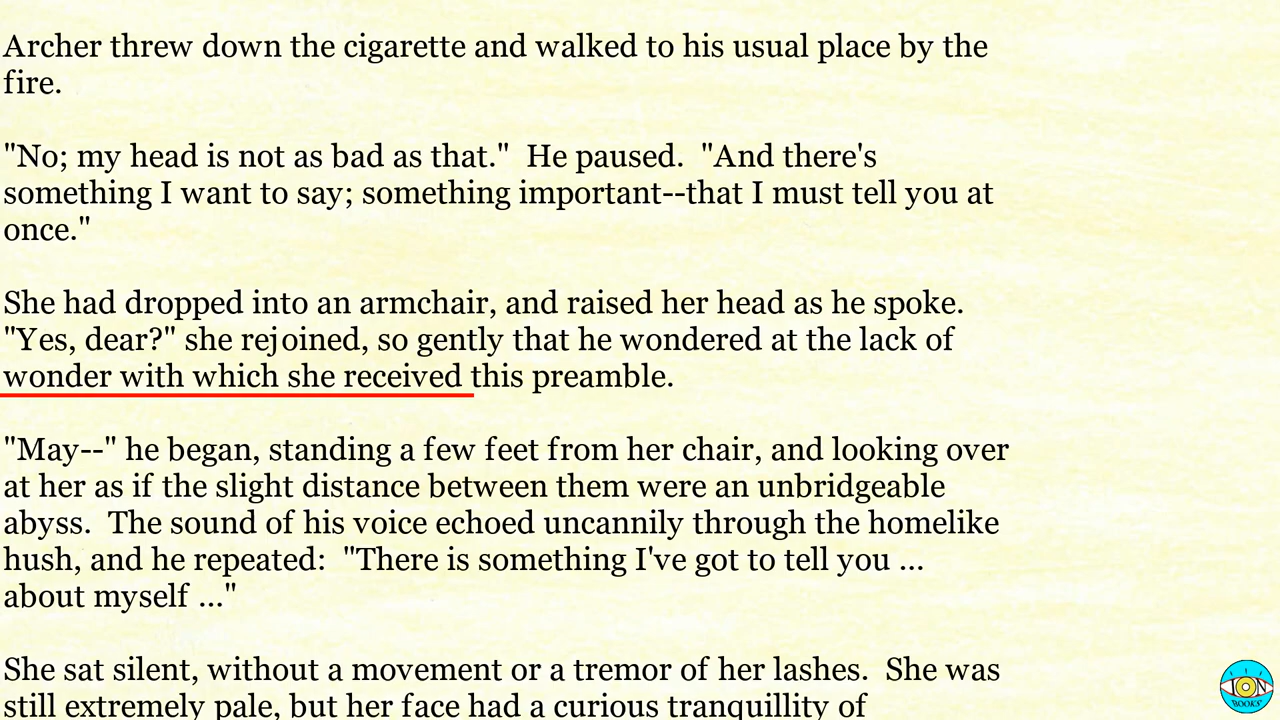 Archer threw down the cigarette and walked to his usual place by the
fire.
"No; my head is not as bad as that."  He paused.  "And there's
something I want to say; something important--that I must tell you at
once."
She had dropped into an armchair, and raised her head as he spoke.
"Yes, dear?" she rejoined, so gently that he wondered at the lack of
wonder with which she received this preamble.
"May--" he began, standing a few feet from her chair, and looking over
at her as if the slight distance between them were an unbridgeable
abyss.  The sound of his voice echoed uncannily through the homelike
hush, and he repeated:  "There is something I've got to tell you ...
about myself ..."
She sat silent, without a movement or a tremor of her lashes.  She was
still extremely pale, but her face had a curious tranquillity of
ION
BOOKS